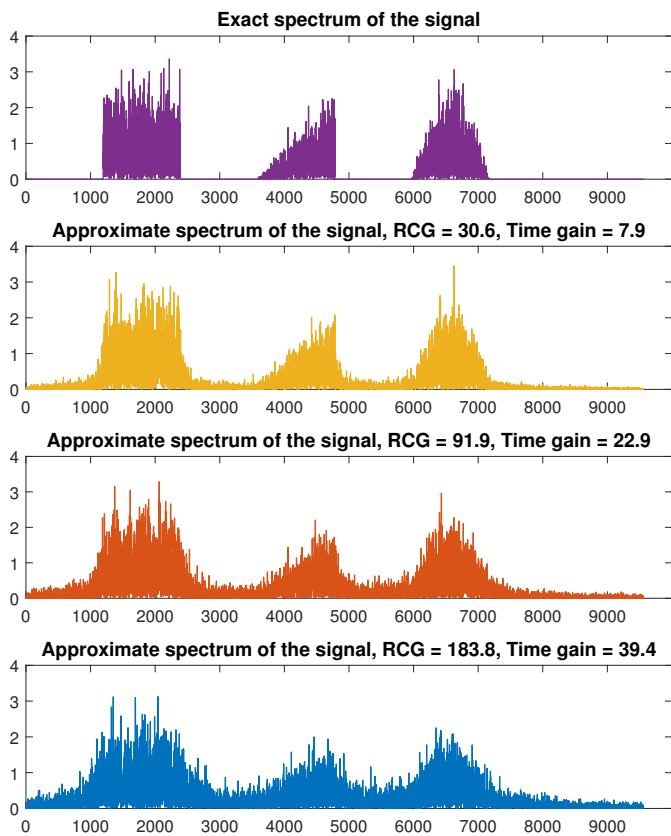 Exact spectrum of the signal
4
3
2
1
0
0 1000 2000 3000 4000 5000 6000 7000 8000 9000
Approximate spectrum of the signal, RCG = 30.6, Time gain = 7.9
4
3
2
1
0
0 1000 2000 3000 4000 5000 6000 7000 8000 9000
Approximate spectrum of the signal, RCG = 91.9, Time gain = 22.9
4
3
2
1
0
0 1000 2000 3000 4000 5000 6000 7000 8000 9000
Approximate spectrum of the signal, RCG = 183.8, Time gain = 39.4
4
3
2
1
0
0 1000 2000 3000 4000 5000 6000 7000 8000 9000